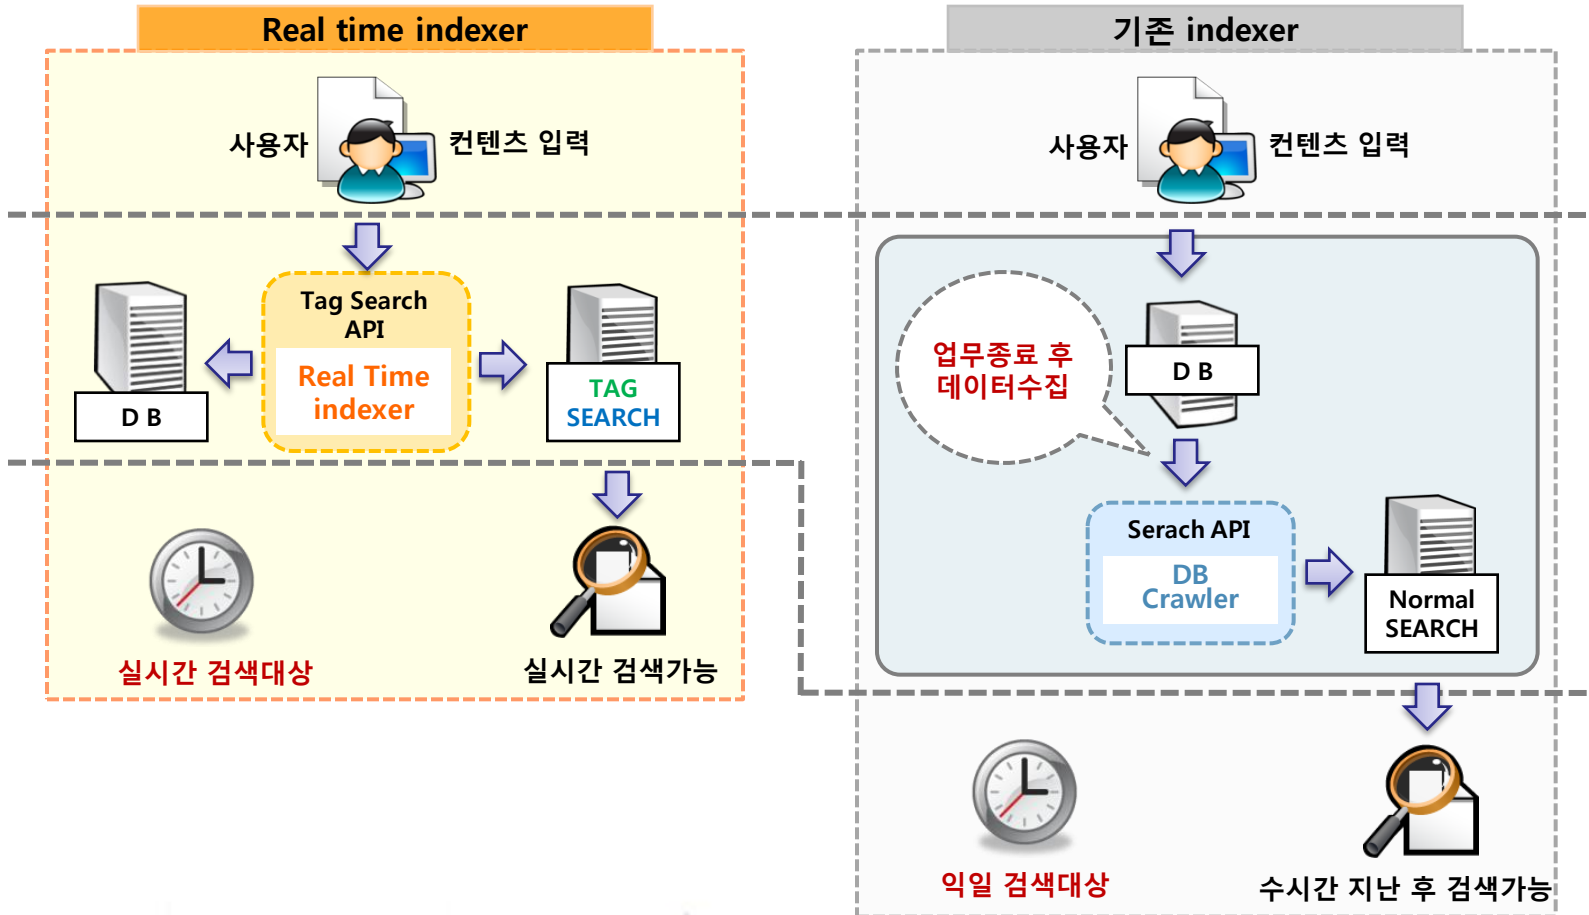 Real time indexer
사용자
컨텐츠 입력
Tag Search
API
Real Time
indexer
D B
TAG
SEARCH
실시간 검색대상
실시간 검색가능
기존 indexer
사용자
컨텐츠 입력
업무종료 후
데이터수집
D B
Serach API
DB
Crawler
Normal
SEARCH
익일 검색대상
수시간 지난 후 검색가능